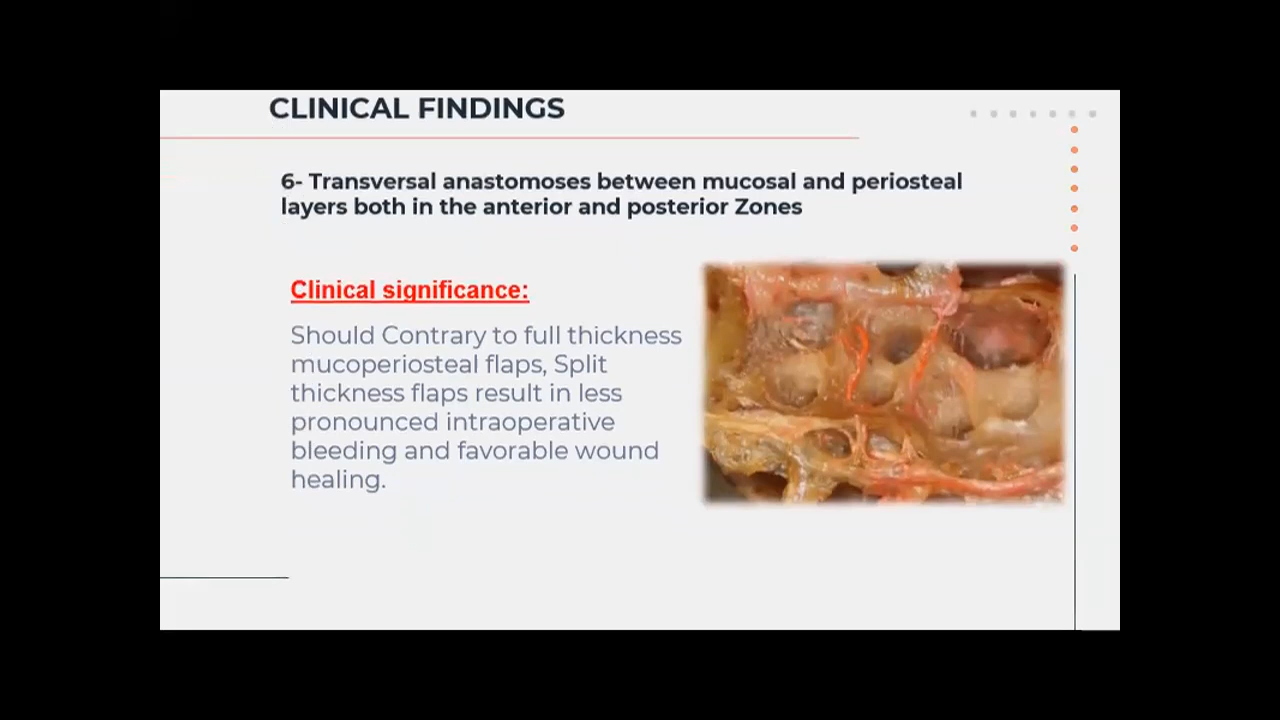 CLINICAL FINDINGS
6- Transversal anastomoses between mucosal and periosteal
layers both in the anterior and posterior Zones
Clinical significance:
Should Contrary to full thickness
mucoperiosteal flaps, Split
thickness flaps result in less
pronounced intraoperative
bleeding and favorable wound
healing.